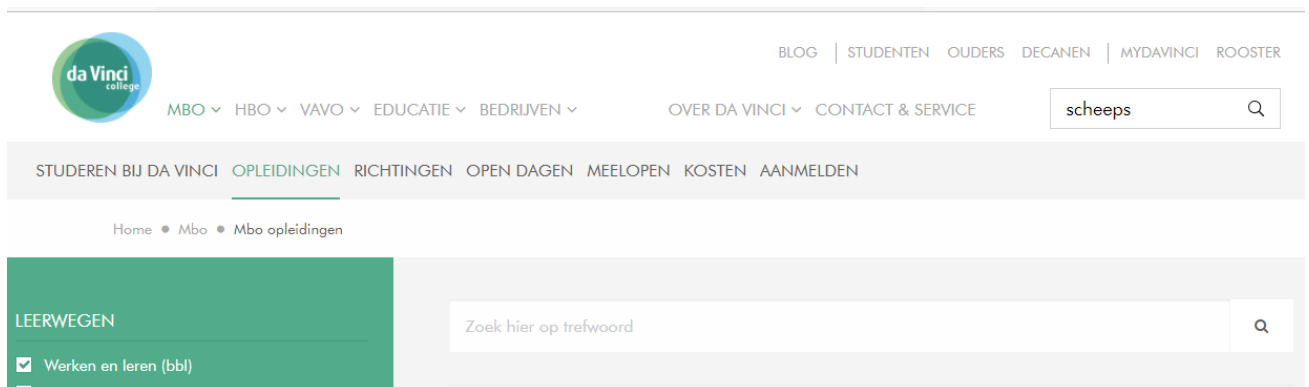 da Vinci
college
BLOG | STUDENTEN OUDERS DECANEN | MYDAVINCI ROOSTER
MBO HBO VAVO EDUCATIE BEDRIJVEN OVER DA VINCI CONTACT & SERVICE scheeps
STUDEREN BIJ DA VINCI OPLEIDINGEN RICHTINGEN OPEN DAGEN MEELOPEN KOSTEN AANMELDEN
Home • Mbo • Mbo opleidingen
LEERWEGEN
Zoek hier op trefwoord
Werken en leren (bbl)